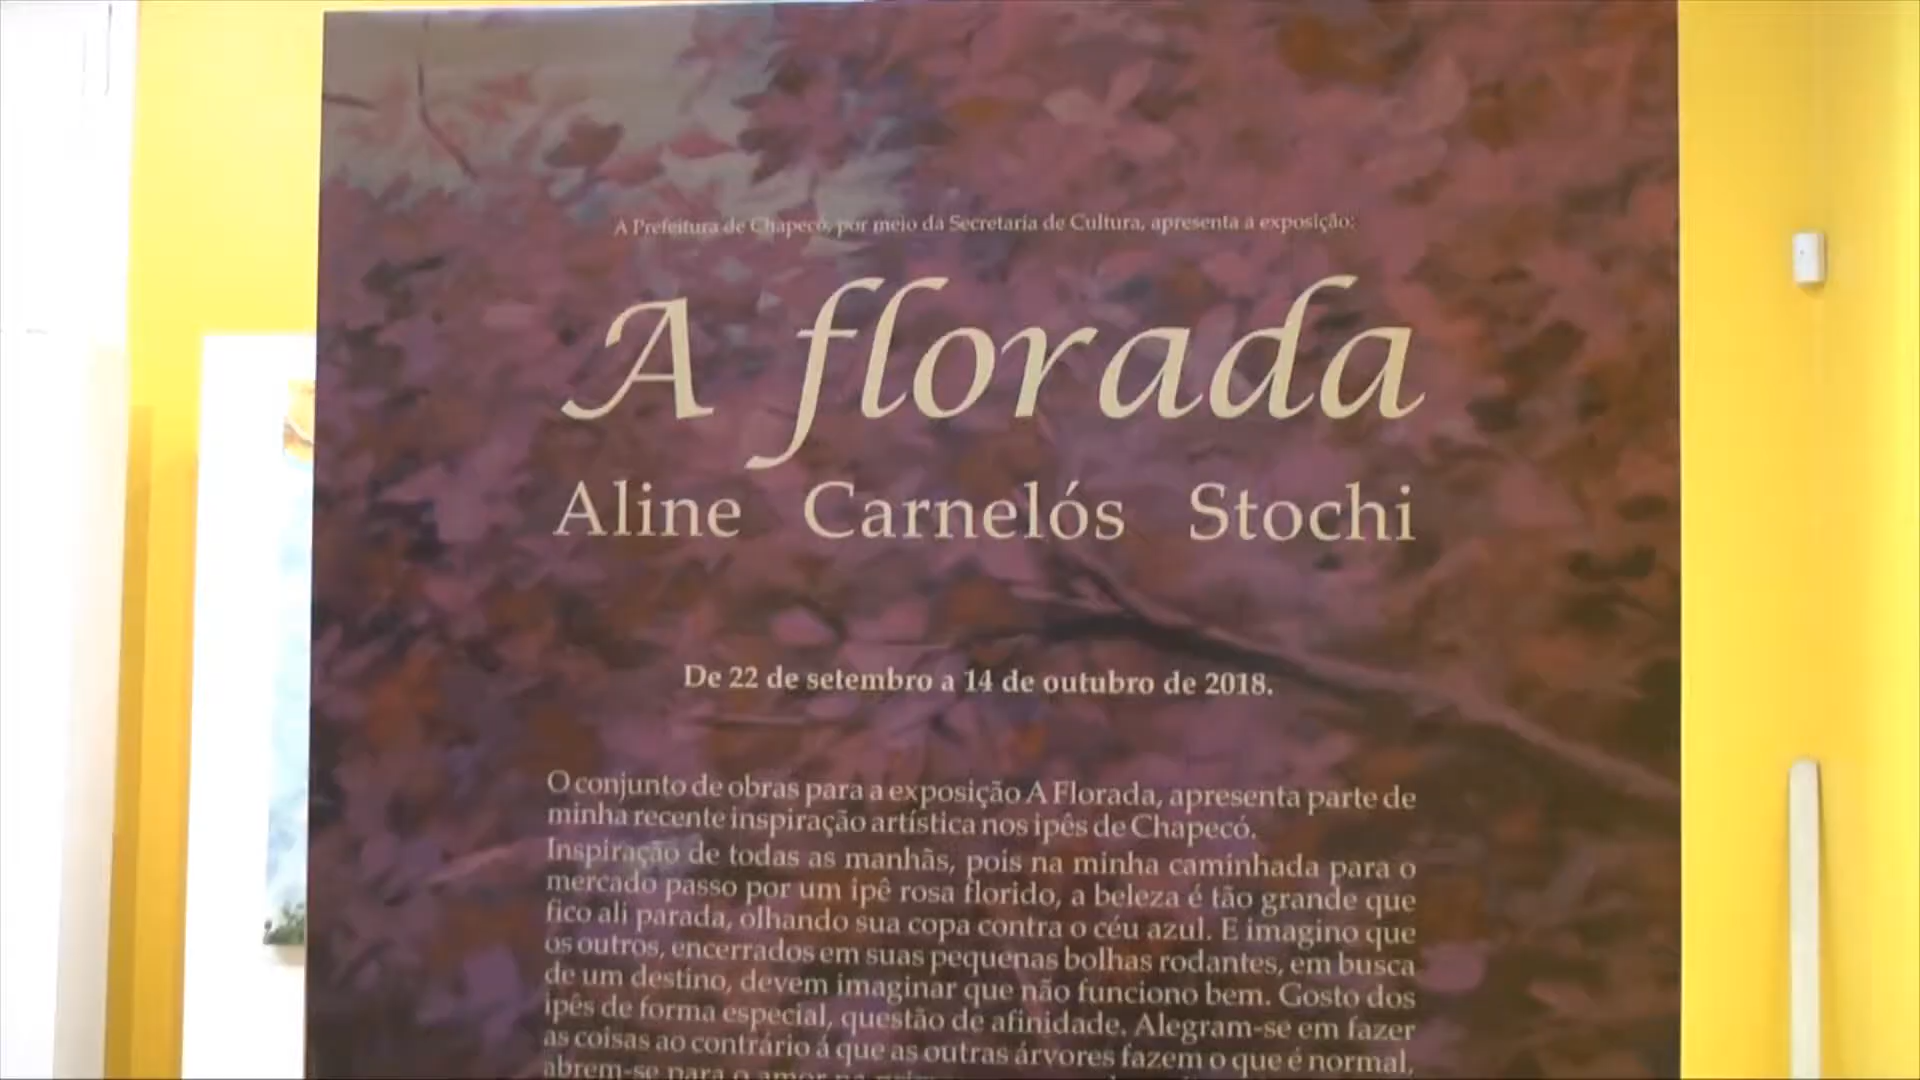 A Prefeitura de Chapecó, por meio da Secretaria de Cultura, apresenta a exposição:
A florada
Aline Carnelós Stochi
De 22 de setembro a 14 de outubro de 2018.
O conjunto de obras para a exposição A Florada, apresenta parte de
minha recente inspiração artística nos ipês de Chapecó.
Inspiração de todas as manhãs, pois na minha caminhada para o
mercado passo por um ipê rosa florido, a beleza é tão grande que
fico ali parada, olhando sua copa contra o céu azul. E imagino que
os outros, encerrados em suas pequenas bolhas rodantes, em busca
de um destino, devem imaginar que não funciono bem. Gosto dos
ipês de forma especial, questão de afinidade. Alegram-se em fazer
as coisas ao contrário á que as outras árvores fazem o que é normal,
abrem-se para o amor